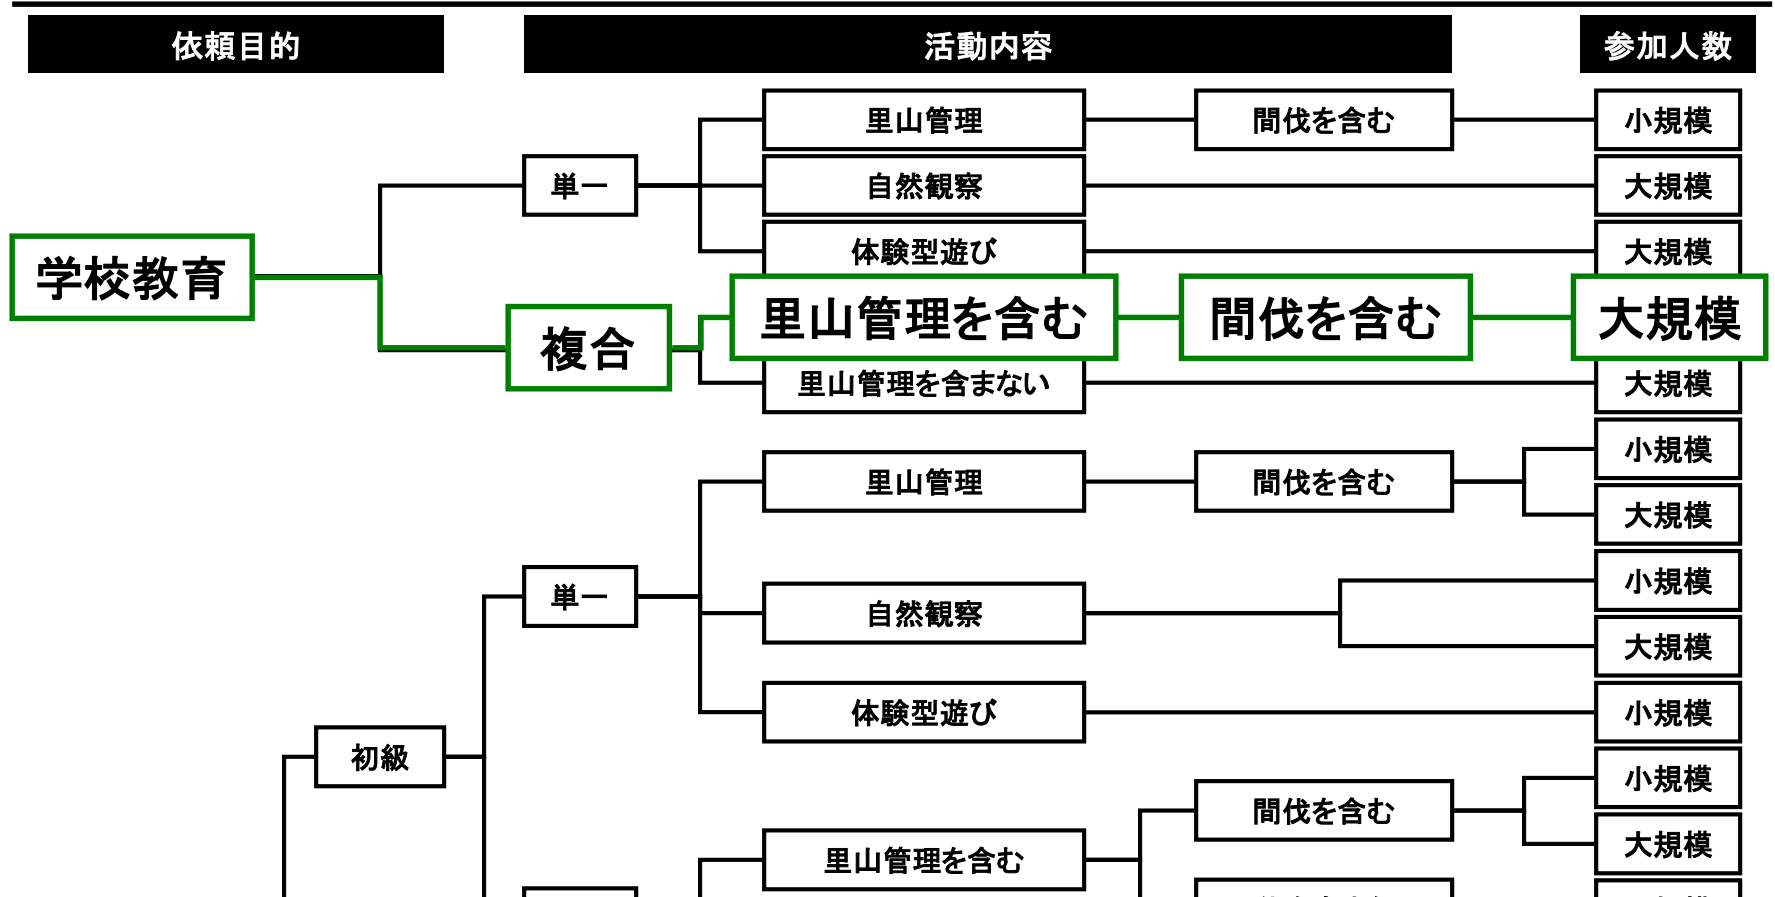 依頼目的 活動内容 参加人数
里山管理 間伐を含む 小規模
単一 自然観察 大規模
体験型遊び 大規模
学校教育 複合 里山管理を含む 間伐を含む 大規模
里山管理を含まない 大規模
小規模
里山管理 間伐を含む
大規模
小規模
単一 自然観察
大規模
体験型遊び 小規模
初級
小規模
間伐を含む
大規模
里山管理を含む